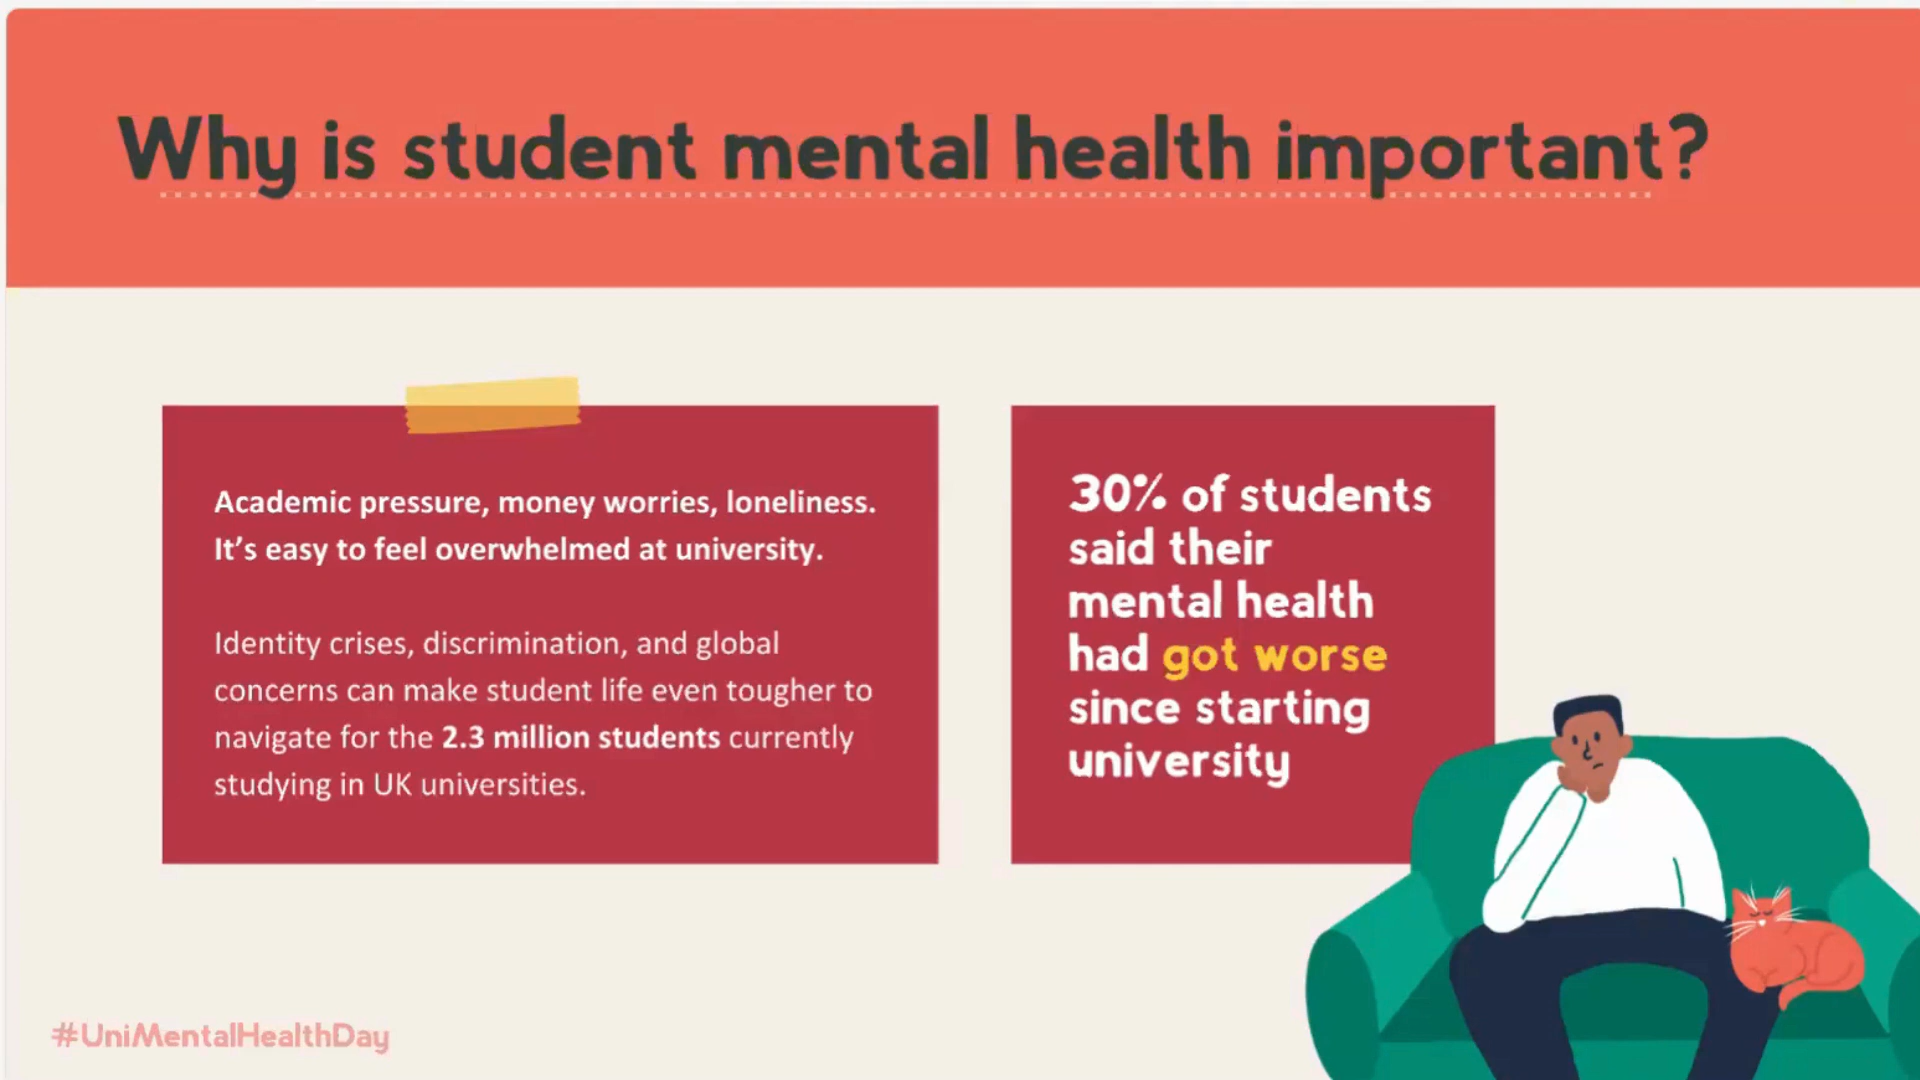 Why is student mental health important?
Academic pressure, money worries, loneliness.
It’s easy to feel overwhelmed at university.
Identity crises, discrimination, and global
concerns can make student life even tougher to
navigate for the 2.3 million students currently
studying in UK universities.
30% of students
said their
mental health
had got worse
since starting
university
#UniMentalHealthDay